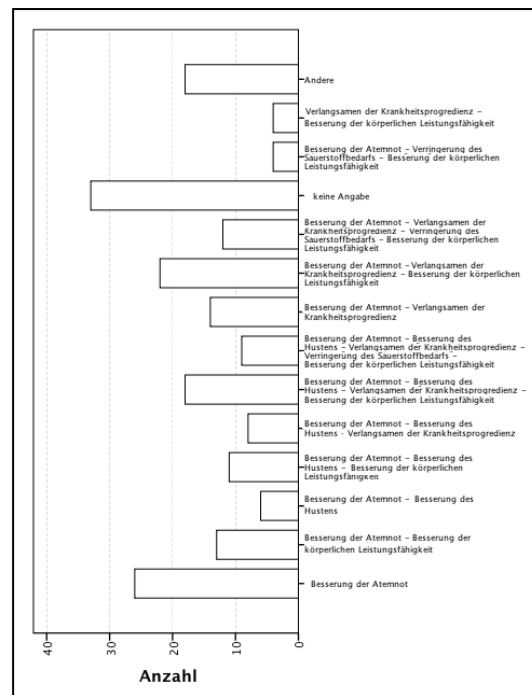 Andere
Verlangsamen der Krankheitsprogredienz –
Besserung der körperlichen Leistungsfähigkeit
Besserung der Atemnot – Verringerung des
Sauerstoffbedarfs – Besserung der körperlichen
Leistungsfähigkeit
keine Angabe
Besserung der Atemnot – Verlangsamen der
Krankheitsprogredienz – Verringerung des
Sauerstoffbedarfs – Besserung der körperlichen
Leistungsfähigkeit
Besserung der Atemnot –Verlangsamen der
Krankheitsprogredienz – Besserung der körperlichen
Leistungsfähigkeit
Besserung der Atemnot – Verlangsamen der
Krankheitsprogredienz
Besserung der Atemnot – Besserung des
Hustens – Verlangsamen der Krankheitsprogredienz –
Verringerung des Sauerstoffbedarfs –
Besserung der körperlichen Leistungsfähigkeit
Besserung der Atemnot – Besserung des
Hustens – Verlangsamen der Krankheitsprogredienz –
Besserung der körperlichen Leistungsfähigkeit
Besserung der Atemnot – Besserung des
Hustens - Verlangsamen der Krankheitsprogredienz
Besserung der Atemnot – Besserung des
Hustens – Besserung der körperlichen
Leistungsfähigkeit
Besserung der Atemnot – Besserung des
Hustens
Besserung der Atemnot – Besserung der
körperlichen Leistungsfähigkeit
Besserung der Atemnot
40 30 20 10 0
Anzahl